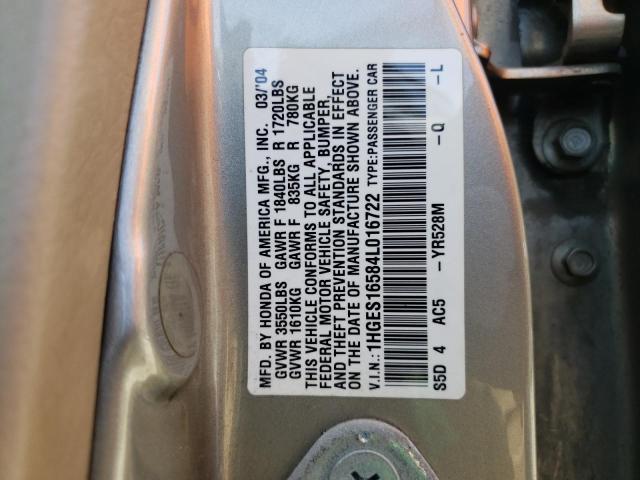 MFD. BY HONDA OF AMERICA MFG., INC. 03/'04
GVWR 3550LBS GAWR F 1840LBS R 1720LBS
GVWR 1610KG GAWR F 835KG R 780KG
THIS VEHICLE CONFORMS TO ALL APPLICABLE
FEDERAL MOTOR VEHICLE SAFETY, BUMPER,
AND THEFT PREVENTION STANDARDS IN EFFECT
ON THE DATE OF MANUFACTURE SHOWN ABOVE.
V.I.N.: 1HGES16584L016722 TYPE:PASSENGER CAR
S5D 4 AC5 -YR528M -Q -L